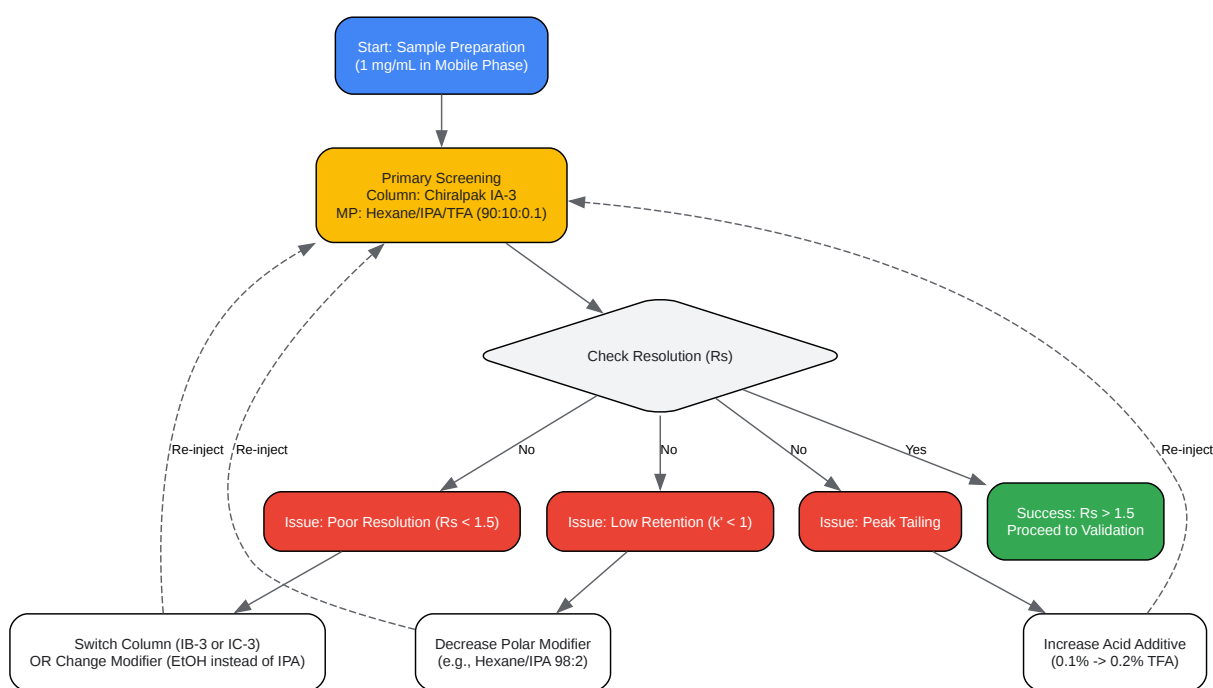 Start: Sample Preparation
(1 mg/mL in Mobile Phase)
Primary Screening
Column: Chiralpak IA-3
MP: Hexane/IPA/TFA (90:10:0.1)
Check Resolution (Rs)
Re-inject
Re-inject
No
No
No
Yes
Re-inject
Issue: Poor Resolution (Rs < 1.5)
Issue: Low Retention (k' < 1)
Issue: Peak Tailing
Success: Rs > 1.5
Proceed to Validation
Switch Column (IB-3 or IC-3)
OR Change Modifier (EtOH instead of IPA)
Decrease Polar Modifier
(e.g., Hexane/IPA 98:2)
Increase Acid Additive
(0.1% -> 0.2% TFA)